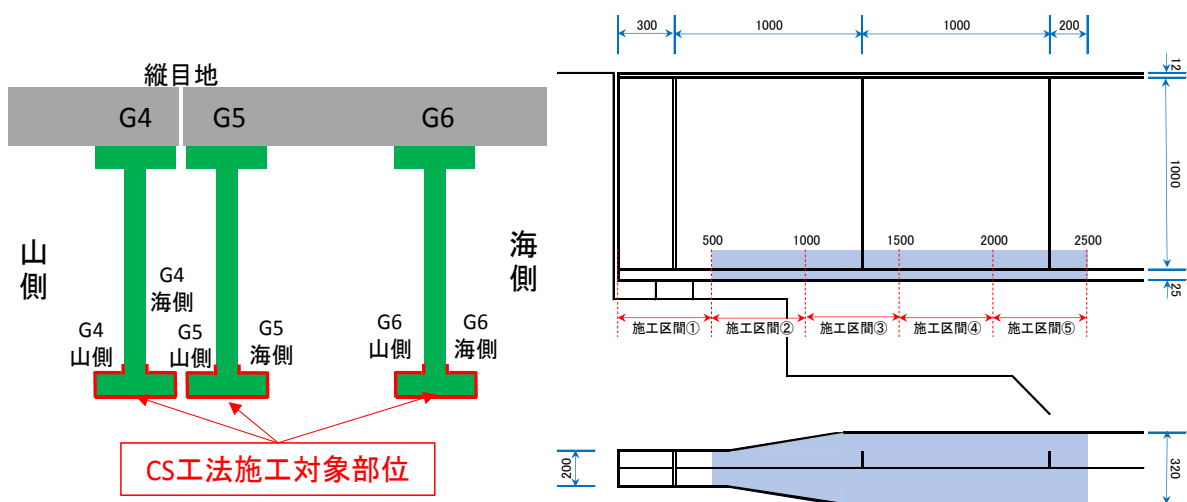 縦目地
G4
G5
G6
山側
海側
G4
海側
G4
山側
G5
山側
G5
海側
G6
山側
G6
海側
CS工法施工対象部位
300
1000
1000
200
12
1000
25
500
1000
1500
2000
2500
施工区間①
施工区間②
施工区間③
施工区間④
施工区間⑤
200
320